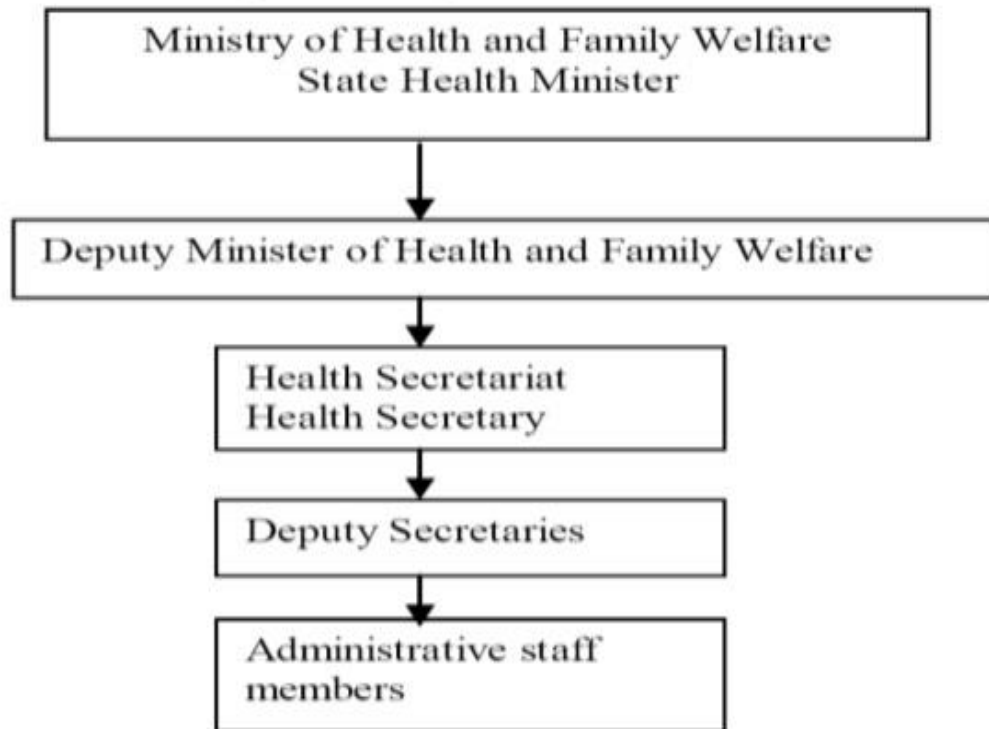 Ministry of Health and Family Welfare
State Health Minister
Deputy Minister of Health and Family Welfare
Health Secretariat
Health Secretary
Deputy Secretaries
Administrative staff
members